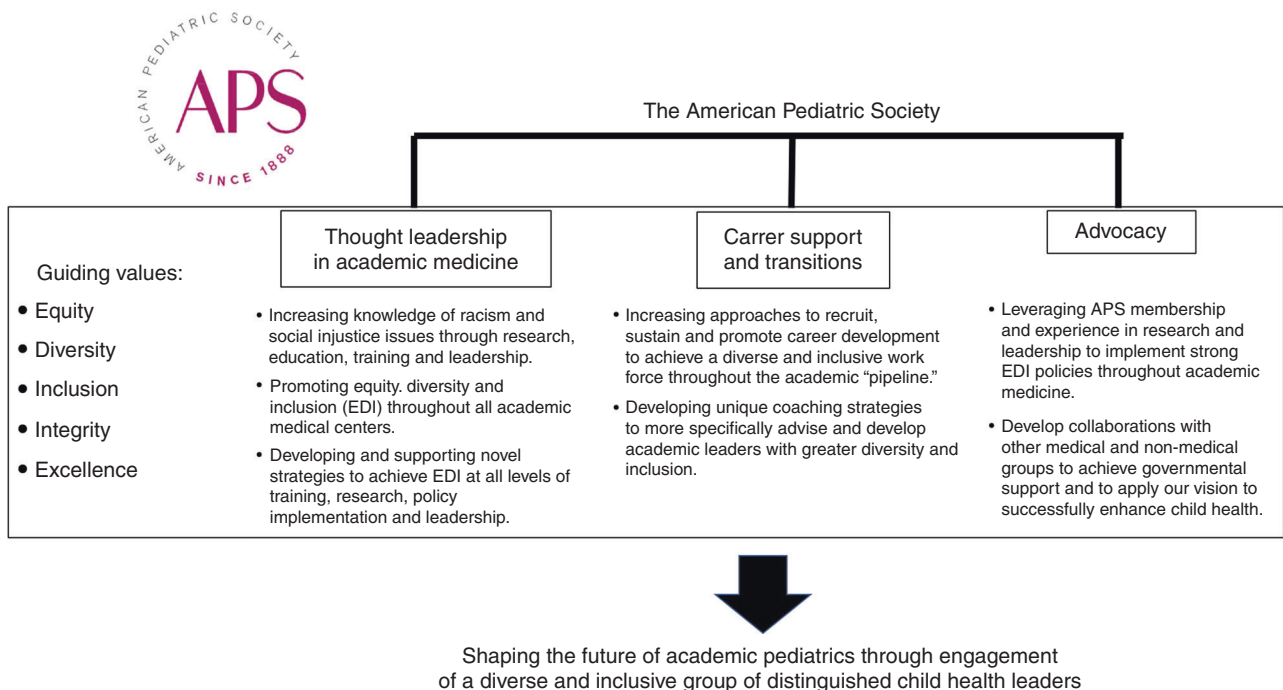 AMERICAN PEDIATRIC SOCIETY
APS
SINCE 1888
The American Pediatric Society
Guiding values:
• Equity
• Diversity
• Inclusion
• Integrity
• Excellence
Thought leadership
in academic medicine
• Increasing knowledge of racism and
social injustice issues through research,
education, training and leadership.
• Promoting equity. diversity and
inclusion (EDI) throughout all academic
medical centers.
• Developing and supporting novel
strategies to achieve EDI at all levels of
training, research, policy
implementation and leadership.
Carrer support
and transitions
• Increasing approaches to recruit,
sustain and promote career development
to achieve a diverse and inclusive work
force throughout the academic “pipeline.”
• Developing unique coaching strategies
to more specifically advise and develop
academic leaders with greater diversity and
inclusion.
Advocacy
• Leveraging APS membership
and experience in research and
leadership to implement strong
EDI policies throughout academic
medicine.
• Develop collaborations with
other medical and non-medical
groups to achieve governmental
support and to apply our vision to
successfully enhance child health.
Shaping the future of academic pediatrics through engagement
of a diverse and inclusive group of distinguished child health leaders